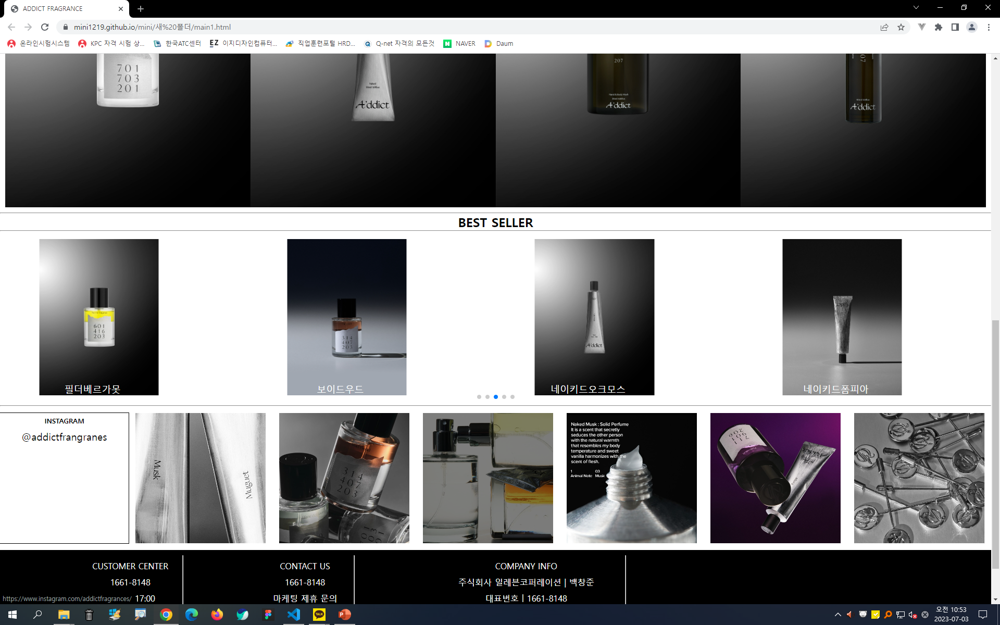 ADDICT FRAGRANCE
mini1219.github.io/mini/새%20폴더/main1.html
온라인시험시스템
KPC 자격 시험 상...
한국ATC센터
EZ 이지디자인컴퓨터...
직업훈련포털 HRD...
Q-net 자격의 모든것
NAVER
Daum
701
703
201
Naked
A'ddict
207
Hand & Body Wash
A'ddict
07
A'ddict
BEST SELLER
601
416
203
필더베르가못
314
407
203
보이드우드
A'ddict
네이키드오크모스
네이키드폼피아
INSTAGRAM
@addictfrangranes
Musk
Muguet
314
407
203
Naked Musk : Solid Perfume
It is a scent that secretly
seduces the other person
with the natural warmth
that resembles my body
temperature and sweet
vanilla harmonizes with the
scent of flesh.
1 03
Animal Note Musk
711
901
206
CUSTOMER CENTER
1661-8148
17:00
CONTACT US
1661-8148
마케팅 제휴 문의
COMPANY INFO
주식회사 일레븐코퍼레이션 | 백창준
대표번호 | 1661-8148
https://www.instagram.com/addictfragrances/
TALK
오전 10:53
2023-07-03